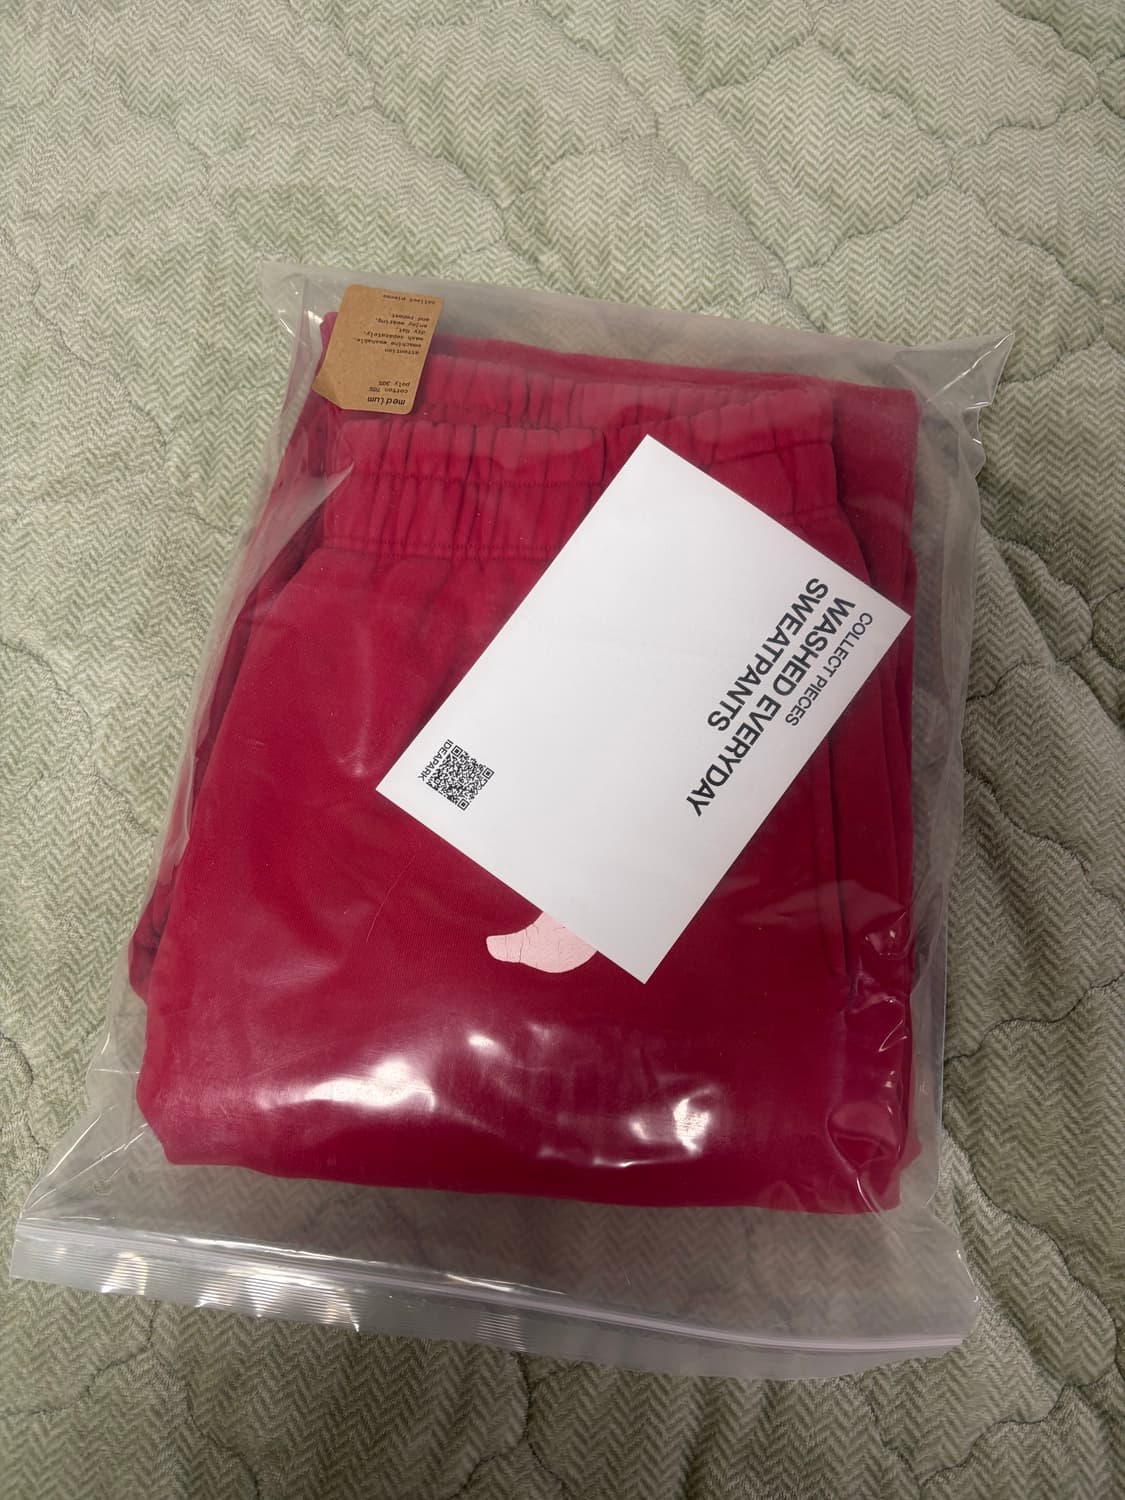 COLLECT PIECES
WASHED EVERYDAY
SWEATPANTS
IDEAPARK
medium
cotton 70%
poly 30%
attention
machine washable.
wash separately.
dry flat.
enjoy wearing.
and repeat
collect pieces